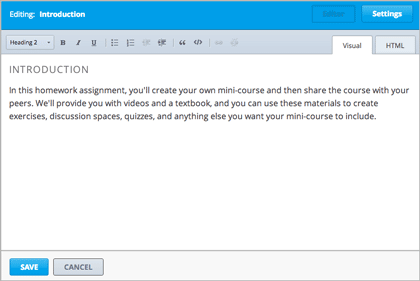 Editing: Introduction
Editor
Settings
Heading 2
B I U
Visual
HTML
INTRODUCTION
In this homework assignment, you'll create your own mini-course and then share the course with your
peers. We'll provide you with videos and a textbook, and you can use these materials to create
exercises, discussion spaces, quizzes, and anything else you want your mini-course to include.
SAVE
CANCEL